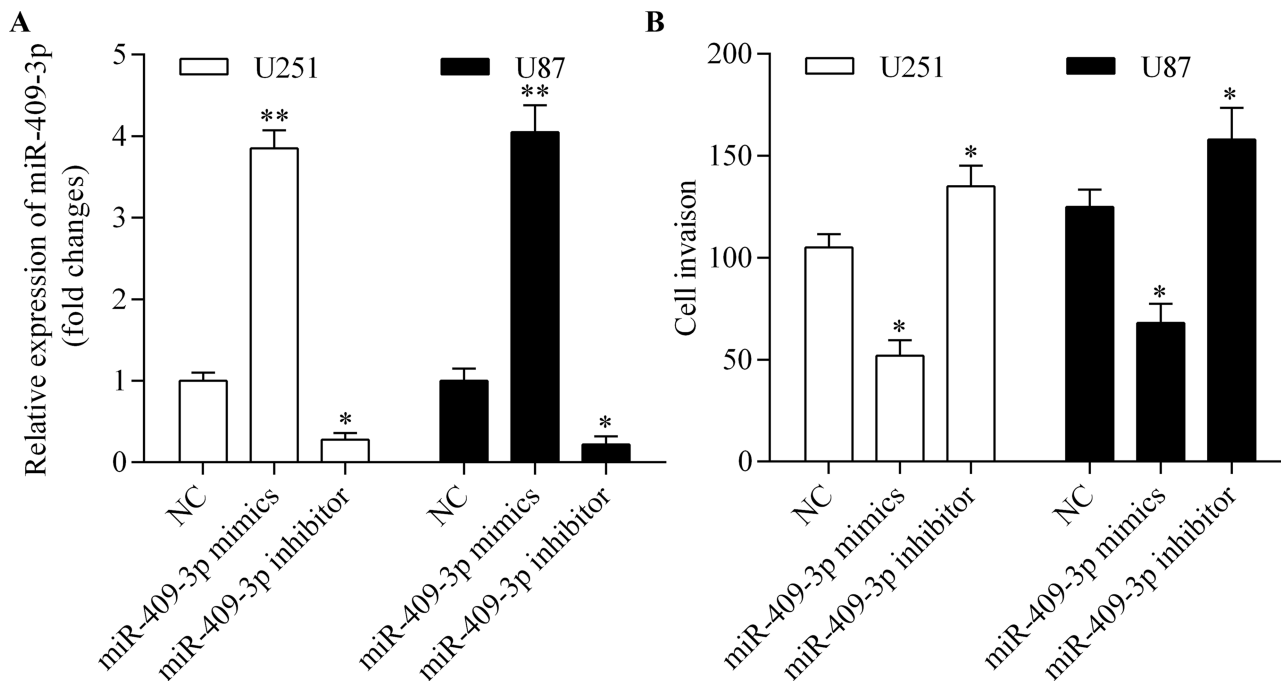 A
Relative expression of miR-409-3p
(fold changes)
5
4
3
2
1
0
U251
U87
**
*
**
*
NC
miR-409-3p mimics
miR-409-3p inhibitor
NC
miR-409-3p mimics
miR-409-3p inhibitor
B
Cell invaison
200
150
100
50
0
U251
U87
*
*
*
*
NC
miR-409-3p mimics
miR-409-3p inhibitor
NC
miR-409-3p mimics
miR-409-3p inhibitor